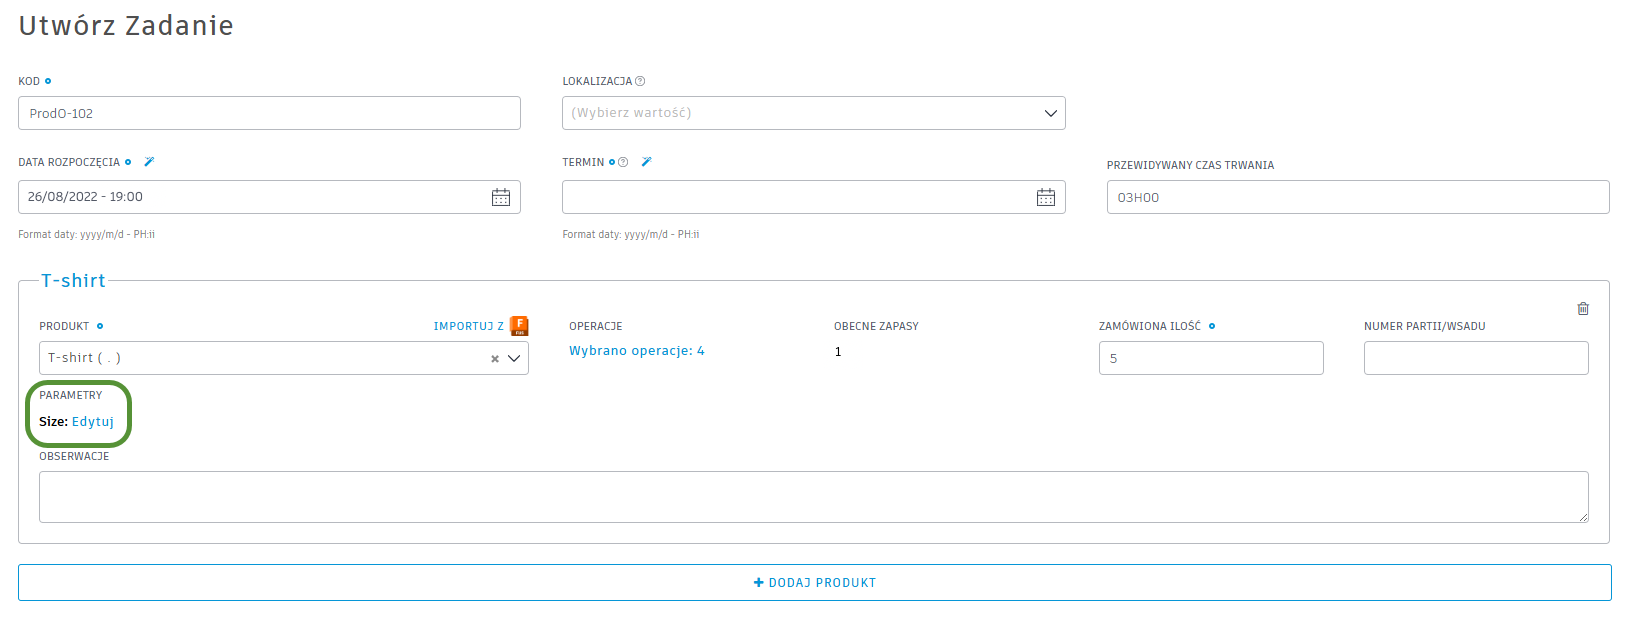 Utwórz Zadanie
KOD
LOKALIZACJA ?
ProdO-102
(Wybierz wartość)
DATA ROZPOCZĘCIA
TERMIN ?
PRZEWIDYWANY CZAS TRWANIA
26/08/2022 - 19:00
03H00
Format daty: yyyy/m/d - PH:ii
Format daty: yyyy/m/d - PH:ii
T-shirt
PRODUKT
IMPORTUJ Z F
OPERACJE
OBECNE ZAPASY
ZAMÓWIONA ILOŚĆ
NUMER PARTII/WSADU
T-shirt ( . )
Wybrano operacje: 4
1
5
PARAMETRY
Size: Edytuj
OBSERWACJE
+ DODAJ PRODUKT